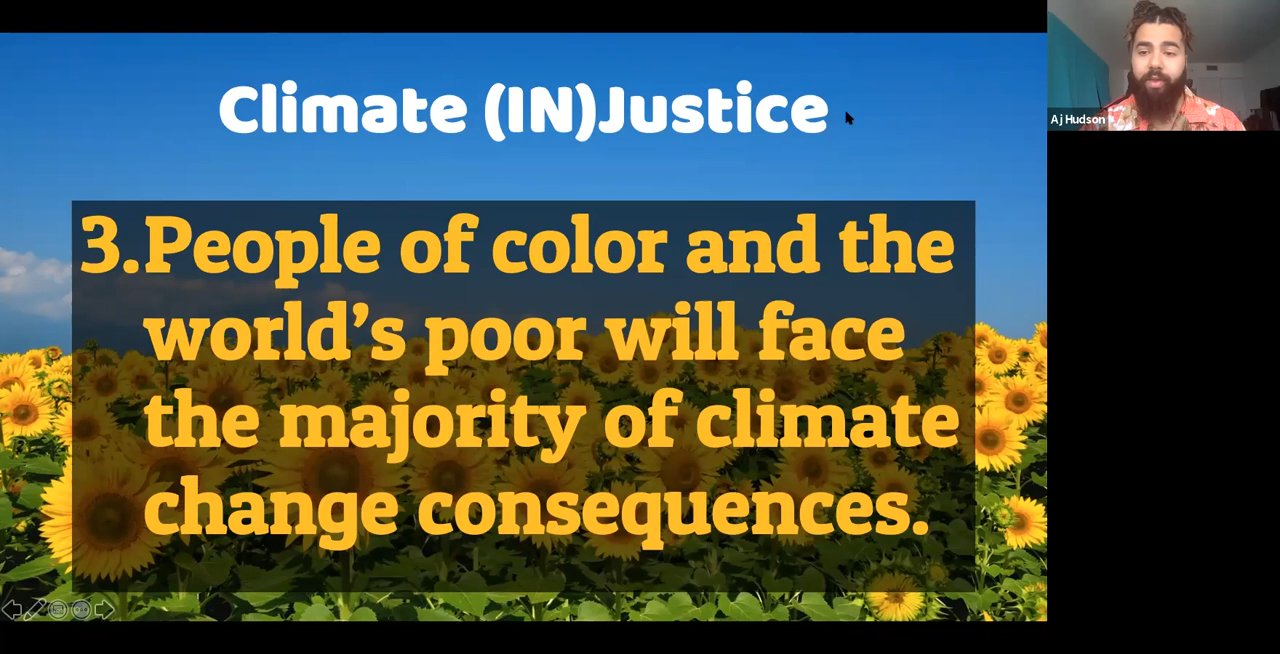 Climate (IN)Justice
3.People of color and the
world’s poor will face
the majority of climate
change consequences.
Aj Hudson